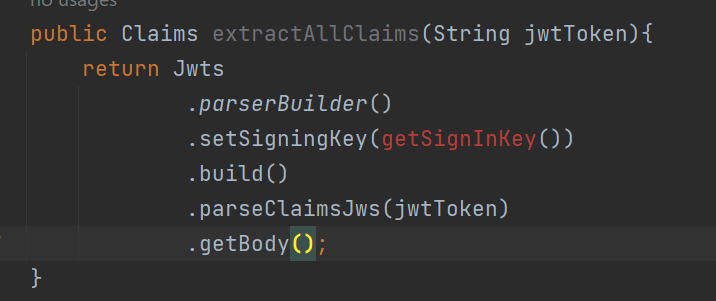 no usages
public Claims extractAllClaims(String jwtToken){
return Jwts
.parserBuilder()
.setSigningKey(getSignInKey())
.build()
.parseClaimsJws(jwtToken)
.getBody();
}